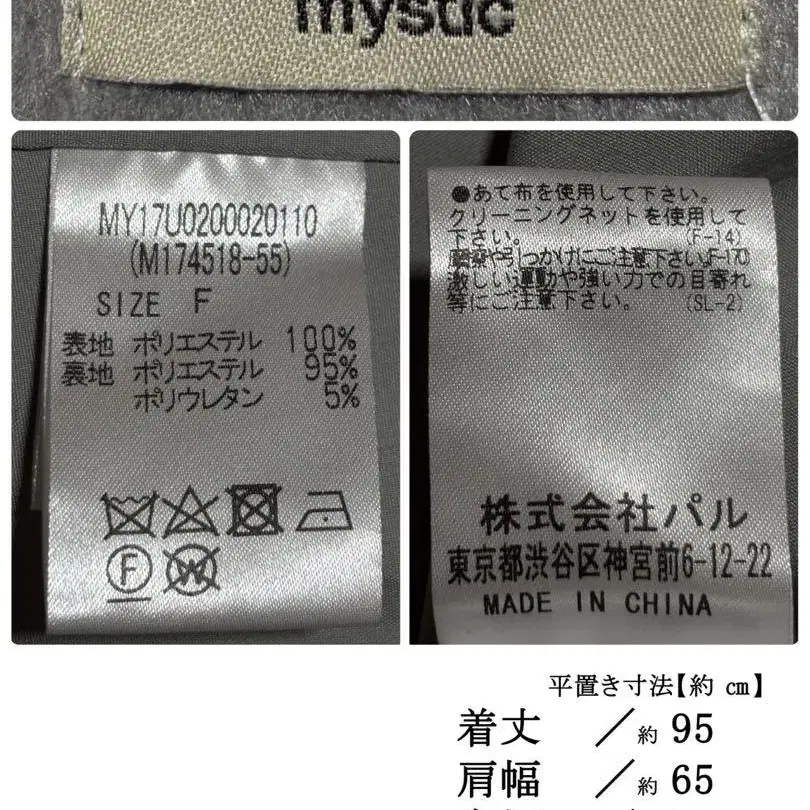 mystic
MY17U0200020110
(M174518-55)
SIZE F
表地 ポリエステル 100%
裏地 ポリエステル 95%
ポリウレタン 5%
F
W
●あて布を使用して下さい。
クリーニングネットを使用して
下さい。 (F-14)
つかけにご注意下さい。(F-170)
激しい運動や強い力での目寄れ
等にご注意下さい。 (SL-2)
株式会社パル
東京都渋谷区神宮前6-12-22
MADE IN CHINA
平置き寸法【約 cm】
着丈 /約 95
肩幅 /約 65